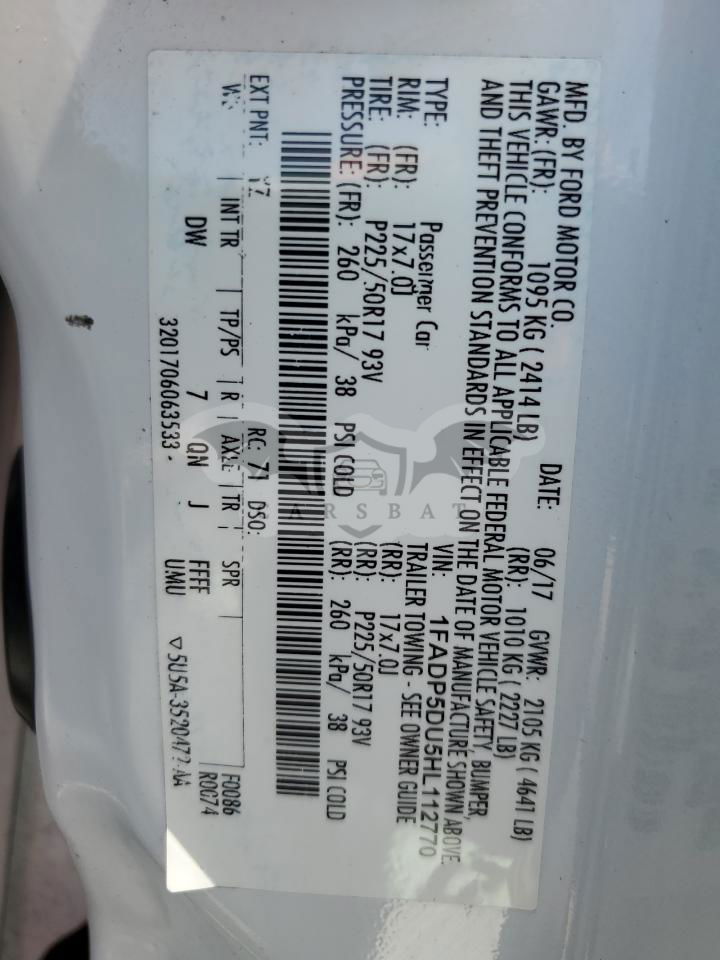 MFD. BY FORD MOTOR CO.
DATE: 06/17 GVWR: 2105 KG ( 4641 LB)
GAWR: (FR): 1095 KG ( 2414 LB) (RR): 1010 KG ( 2227 LB)
THIS VEHICLE CONFORMS TO ALL APPLICABLE FEDERAL MOTOR VEHICLE SAFETY, BUMPER,
AND THEFT PREVENTION STANDARDS IN EFFECT ON THE DATE OF MANUFACTURE SHOWN ABOVE.
VIN: 1FADP5DU5HL112770
TYPE: Passenger Car TRAILER TOWING - SEE OWNER GUIDE
RIM: (FR): 17x7.0J (RR): 17x7.0J
TIRE: (FR): P225/50R17 93V (RR): P225/50R17 93V
PRESSURE: (FR): 260 kPa/ 38 PSI COLD (RR): 260 kPa/ 38 PSI COLD
EXT PNT: YZ RC: 71 DSO: F0086
WB INT TR TP/PS R AXLE TR SPR R0C74
DW 7 QN J FFFF
UMU
3201706063533 ▽5U5A-3520472-AA
CARSBAT